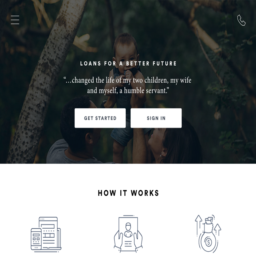 LOANS FOR A BETTER FUTURE
"...changed the life of my two children, my wife
and myself, a humble servant."
GET STARTED
SIGN IN
HOW IT WORKS